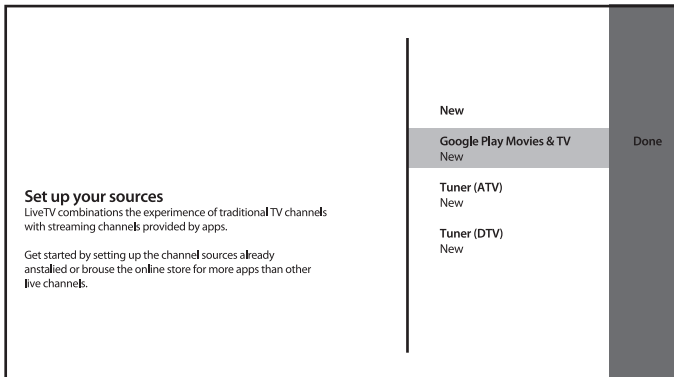 Set up your sources
LiveTV combinations the experimence of traditional TV channels
with streaming channels provided by apps.
Get started by setting up the channel sources already
anstalied or brouse the online store for more apps than other
live channels.
New
Google Play Movies & TV
New
Tuner (ATV)
New
Tuner (DTV)
New
Done